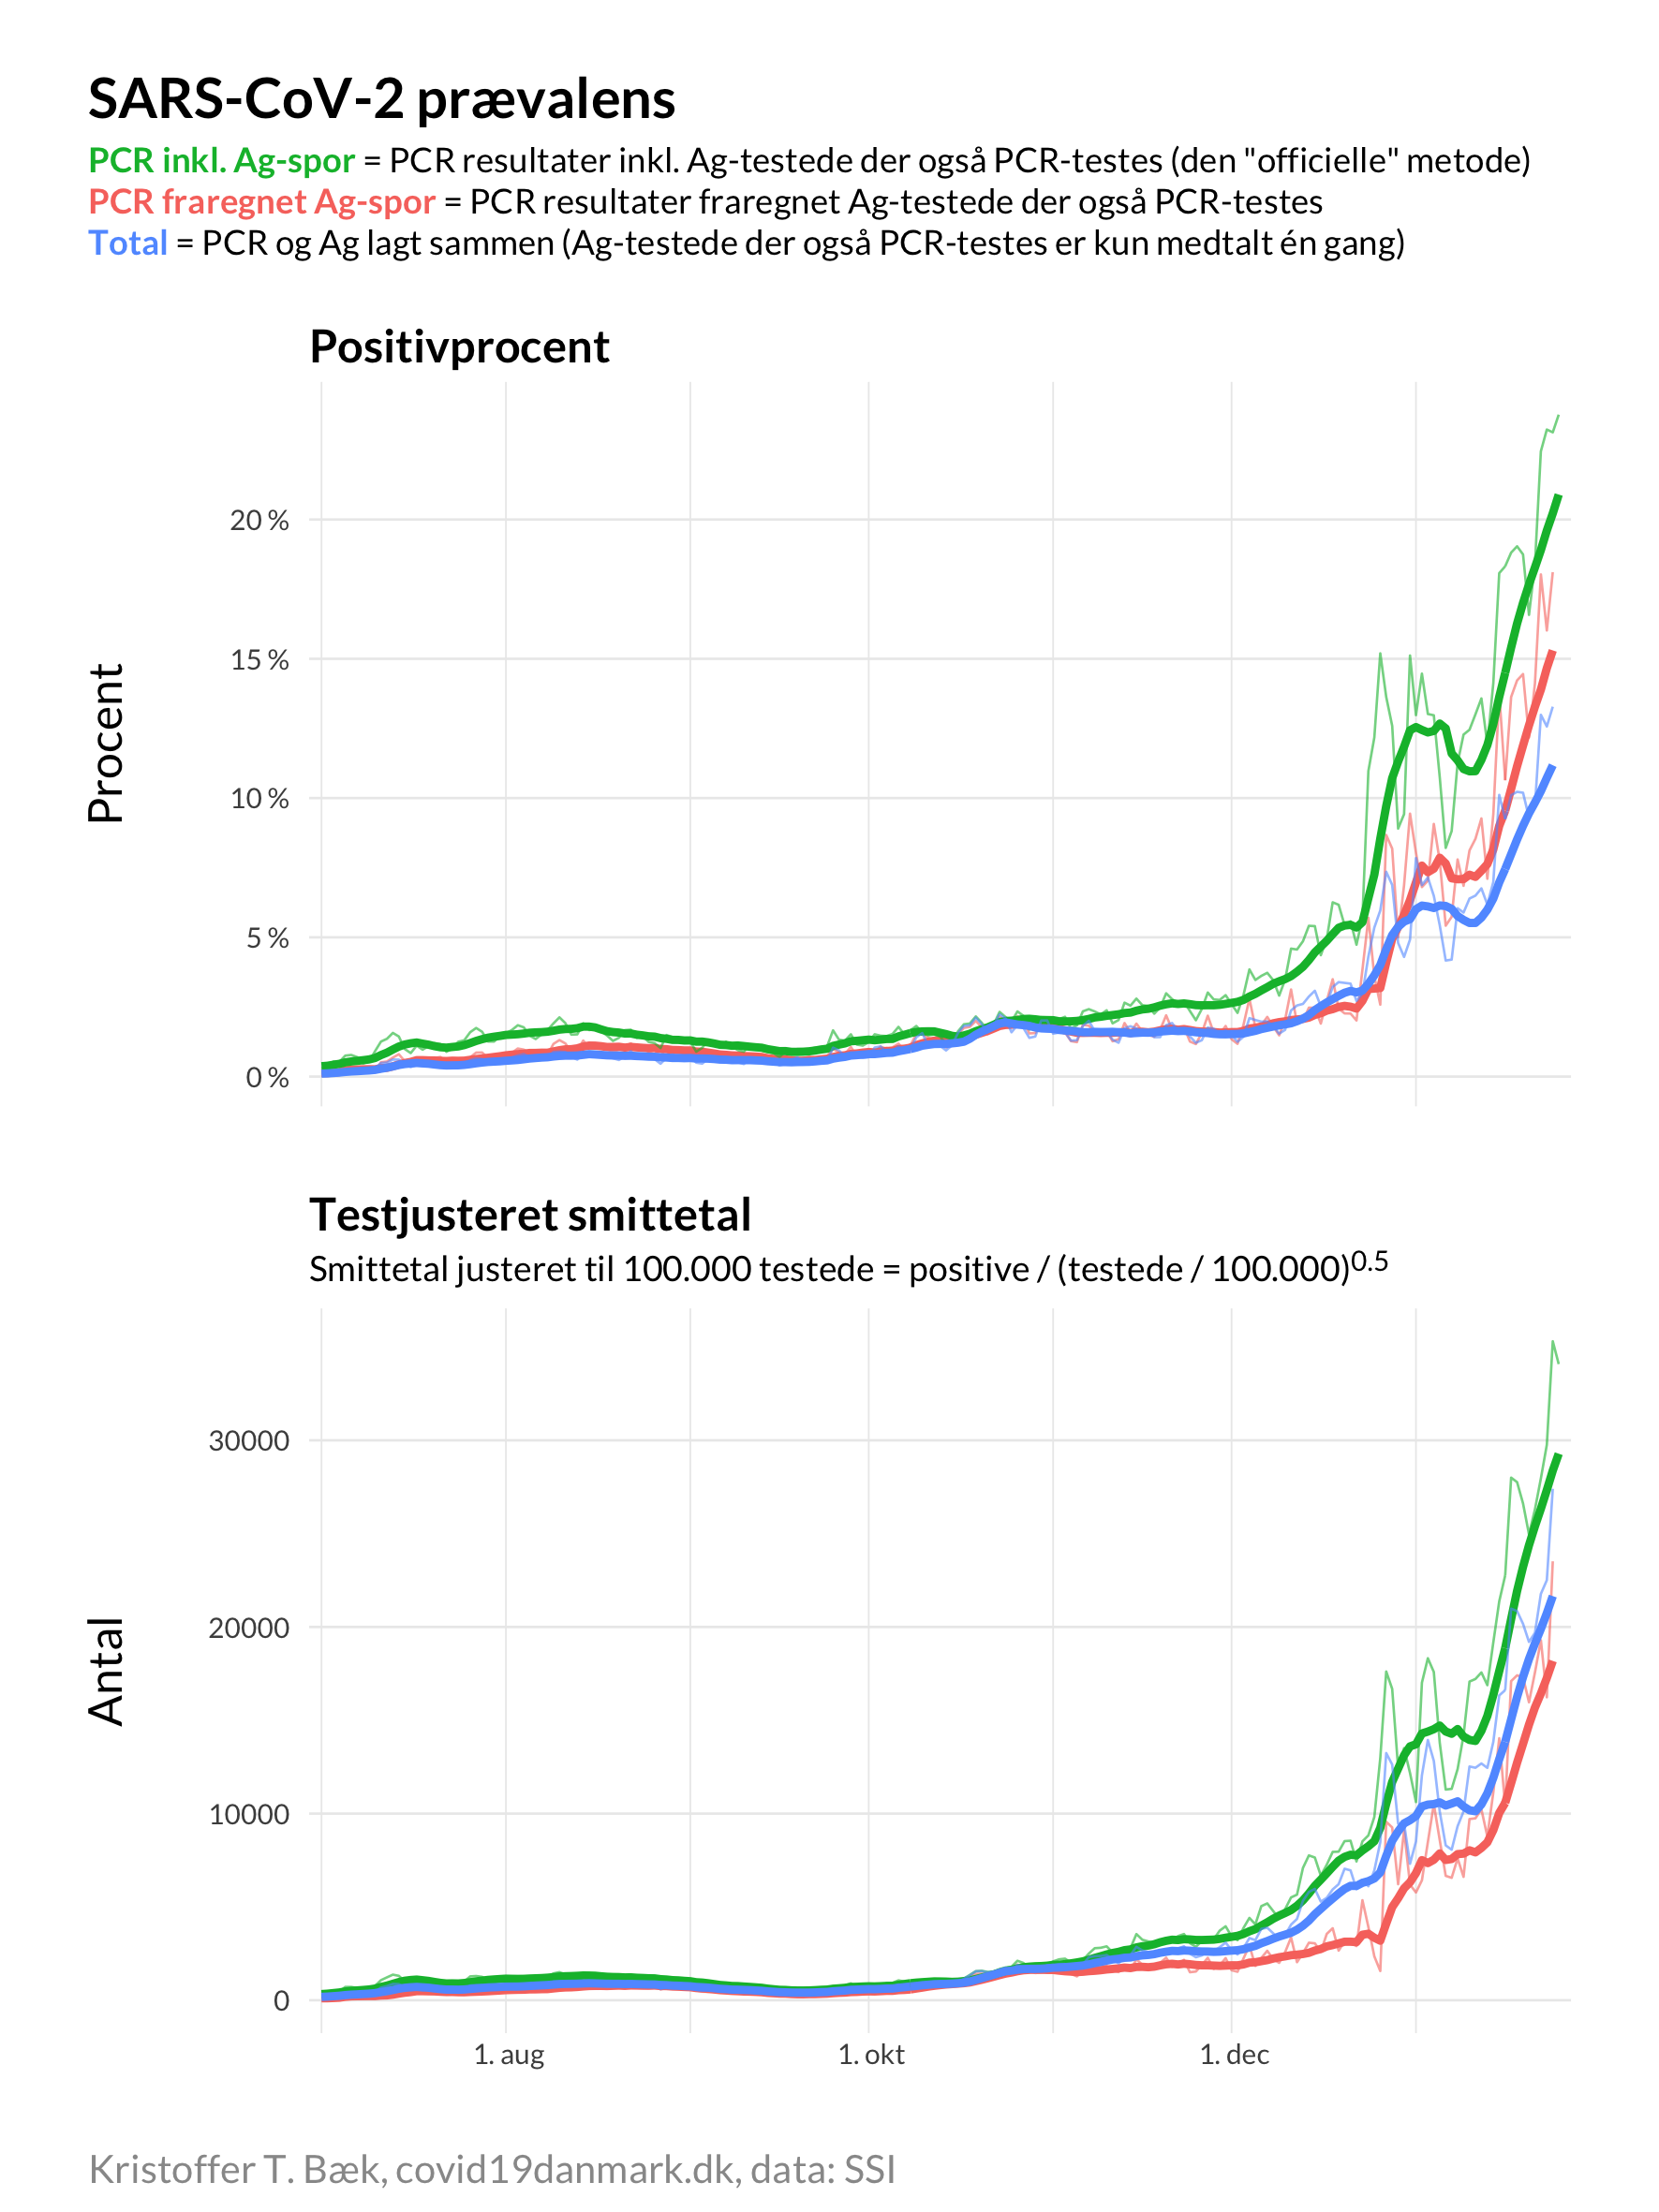 SARS-CoV-2 prævalens
PCR inkl. Ag-spor = PCR resultater inkl. Ag-testede der også PCR-testes (den "officielle" metode)
PCR fraregnet Ag-spor = PCR resultater fraregnet Ag-testede der også PCR-testes
Total = PCR og Ag lagt sammen (Ag-testede der også PCR-testes er kun medtalt én gang)
Positivprocent
Procent
20 %
15 %
10 %
5 %
0 %
Testjusteret smittetal
Smittetal justeret til 100.000 testede = positive / (testede / 100.000)^0.5
Antal
30000
20000
10000
0
1. aug
1. okt
1. dec
Kristoffer T. Bæk, covid19danmark.dk, data: SSI